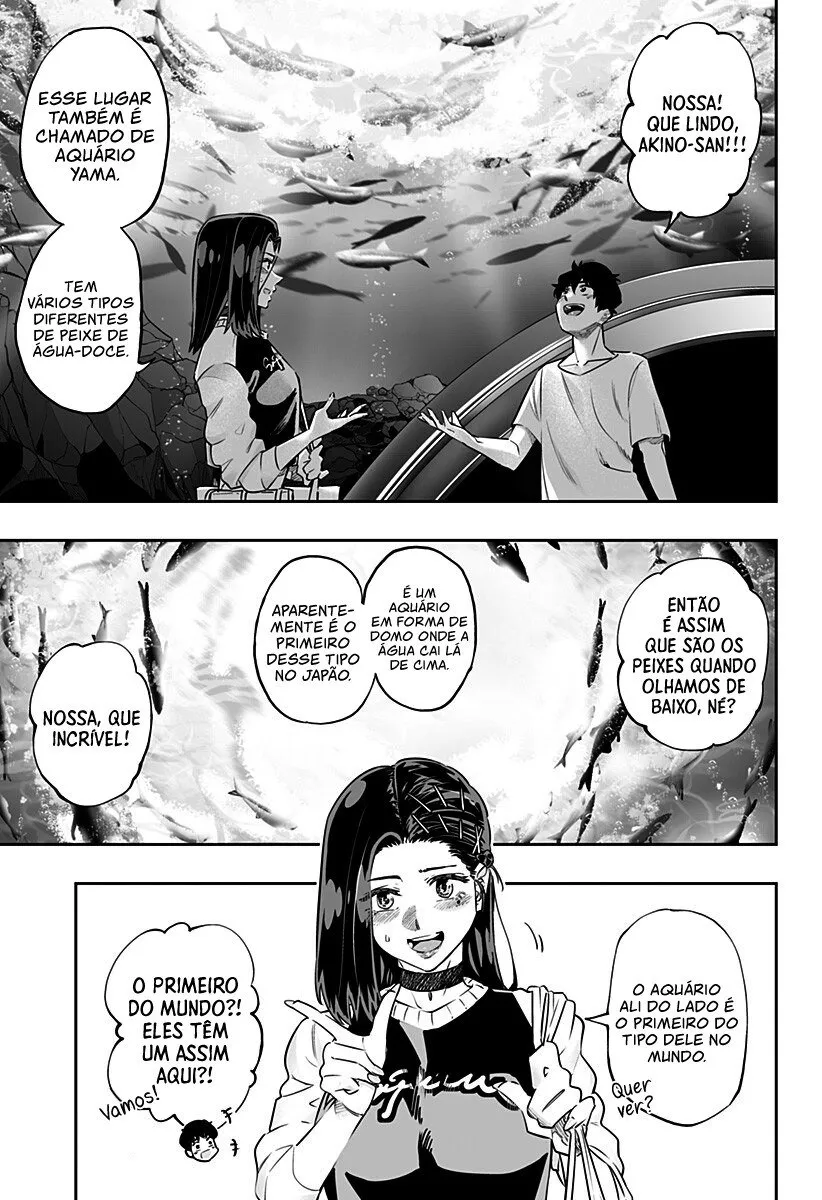 NOSSA!
QUE LINDO,
AKINO-SAN!!!
ESSE LUGAR
TAMBÉM É
CHAMADO DE
AQUÁRIO
YAMA.
TEM
VÁRIOS TIPOS
DIFERENTES
DE PEIXE DE
ÁGUA-DOCE.
ENTÃO
É ASSIM
QUE SÃO OS
PEIXES QUANDO
OLHAMOS DE
BAIXO, NÉ?
É UM
AQUÁRIO
EM FORMA DE
DOMO ONDE A
ÁGUA CAI LÁ
DE CIMA.
APARENTE-
MENTE É O
PRIMEIRO
DESSE TIPO
NO JAPÃO.
NOSSA, QUE
INCRÍVEL!
O AQUÁRIO
ALI DO LADO É
O PRIMEIRO DO
TIPO DELE NO
MUNDO.
Quer
ver?
O PRIMEIRO
DO MUNDO?!
ELES TÊM
UM ASSIM
AQUI?!
Vamos!